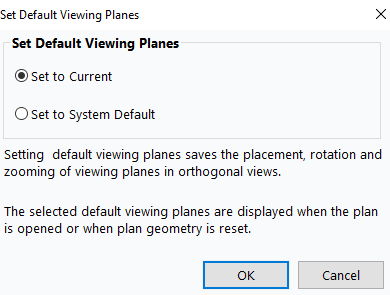 Set Default Viewing Planes
Set Default Viewing Planes
Set to Current
Set to System Default
Setting  default viewing planes saves the placement, rotation and
zooming of viewing planes in orthogonal views.
The selected default viewing planes are displayed when the plan
is opened or when plan geometry is reset.
OK
Cancel